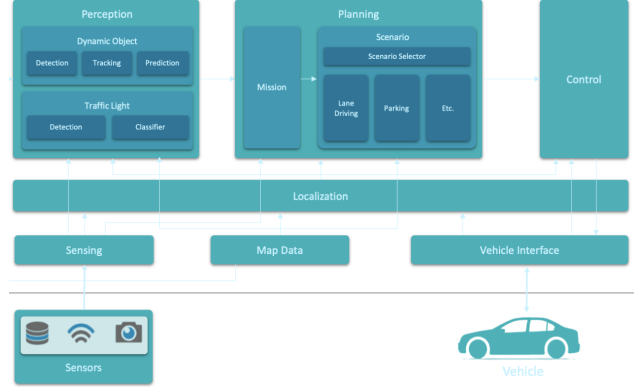 Perception
Planning
Dynamic Object
Detection
Tracking
Prediction
Traffic Light
Detection
Classifier
Mission
Scenario
Scenario Selector
Lane
Driving
Parking
Etc.
Control
Localization
Sensing
Map Data
Vehicle Interface
Sensors
Vehicle